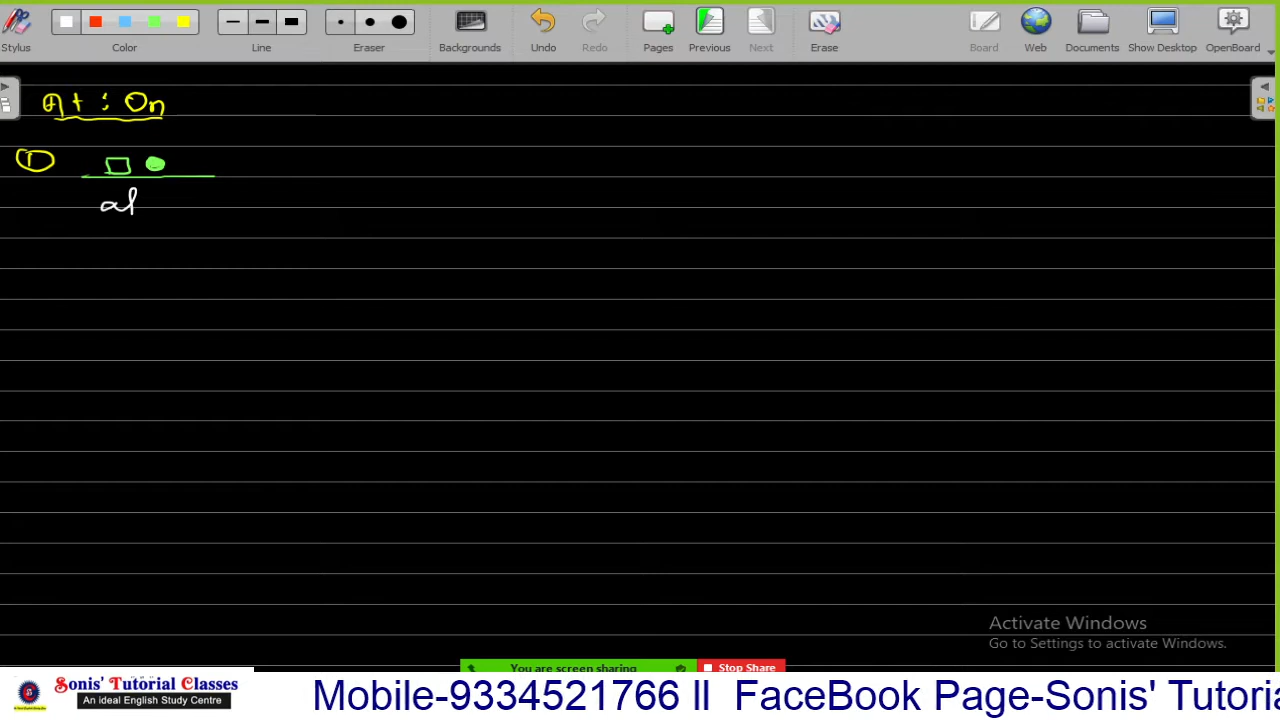 Stylus Color Line Eraser Backgrounds Undo Redo Pages Previous Next Erase Board Web Documents Show Desktop OpenBoard
At : On
①
Activate Windows
Go to Settings to activate Windows.
You are screen sharing Stop Share
Sonis' Tutorial Classes
An ideal English Study Centre
Mobile-9334521766 ll FaceBook Page-Sonis' Tutoria